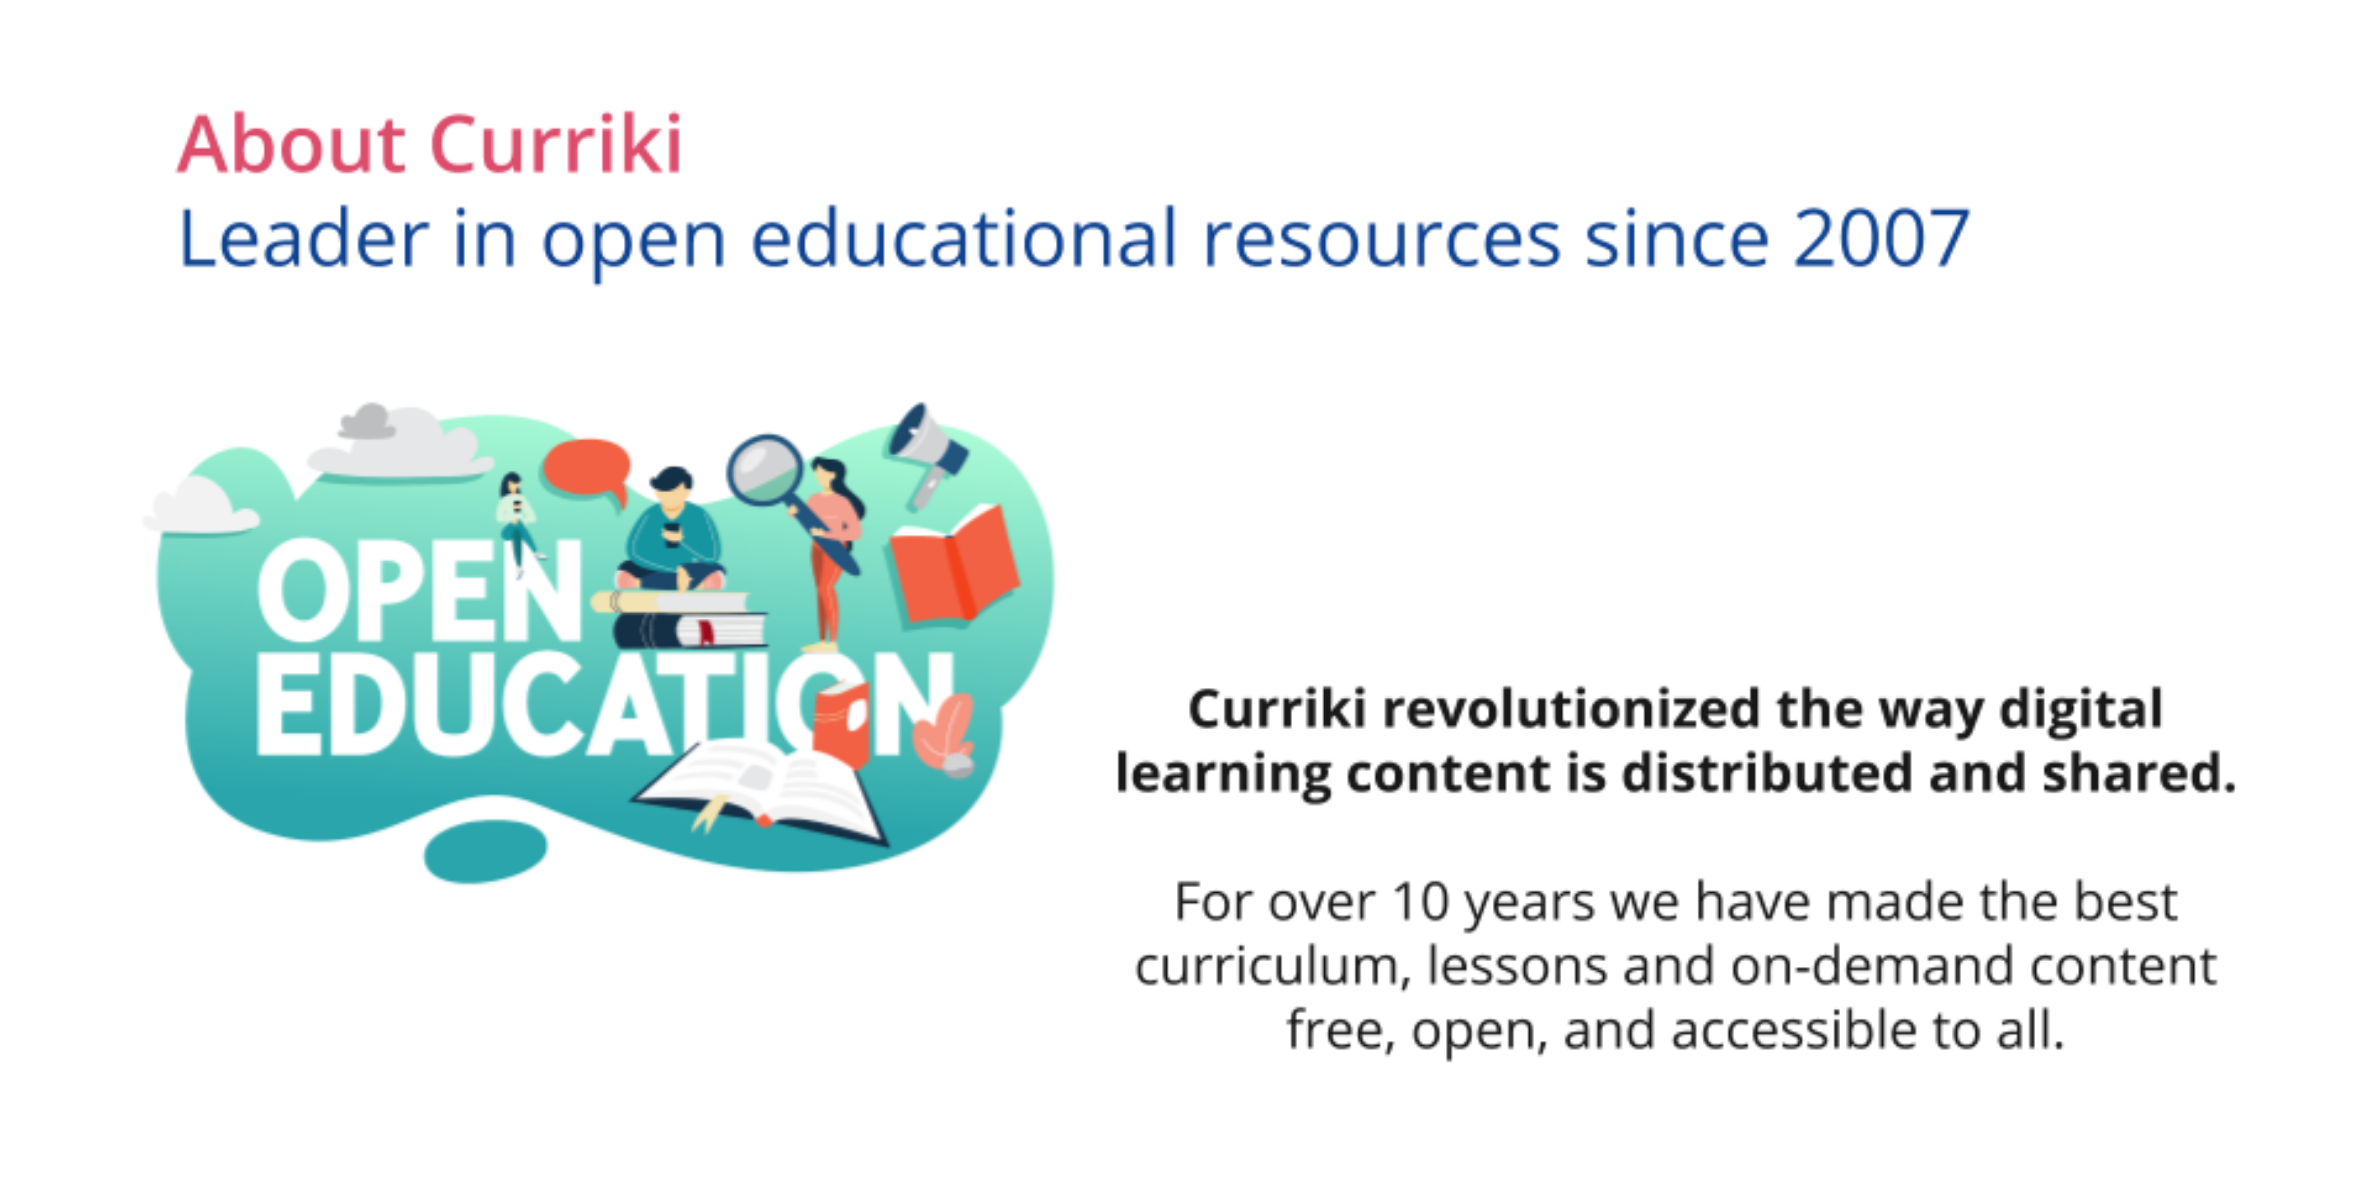 About Curriki
Leader in open educational resources since 2007
OPEN
EDUCATION
Curriki revolutionized the way digital
learning content is distributed and shared.
For over 10 years we have made the best
curriculum, lessons and on-demand content
free, open, and accessible to all.